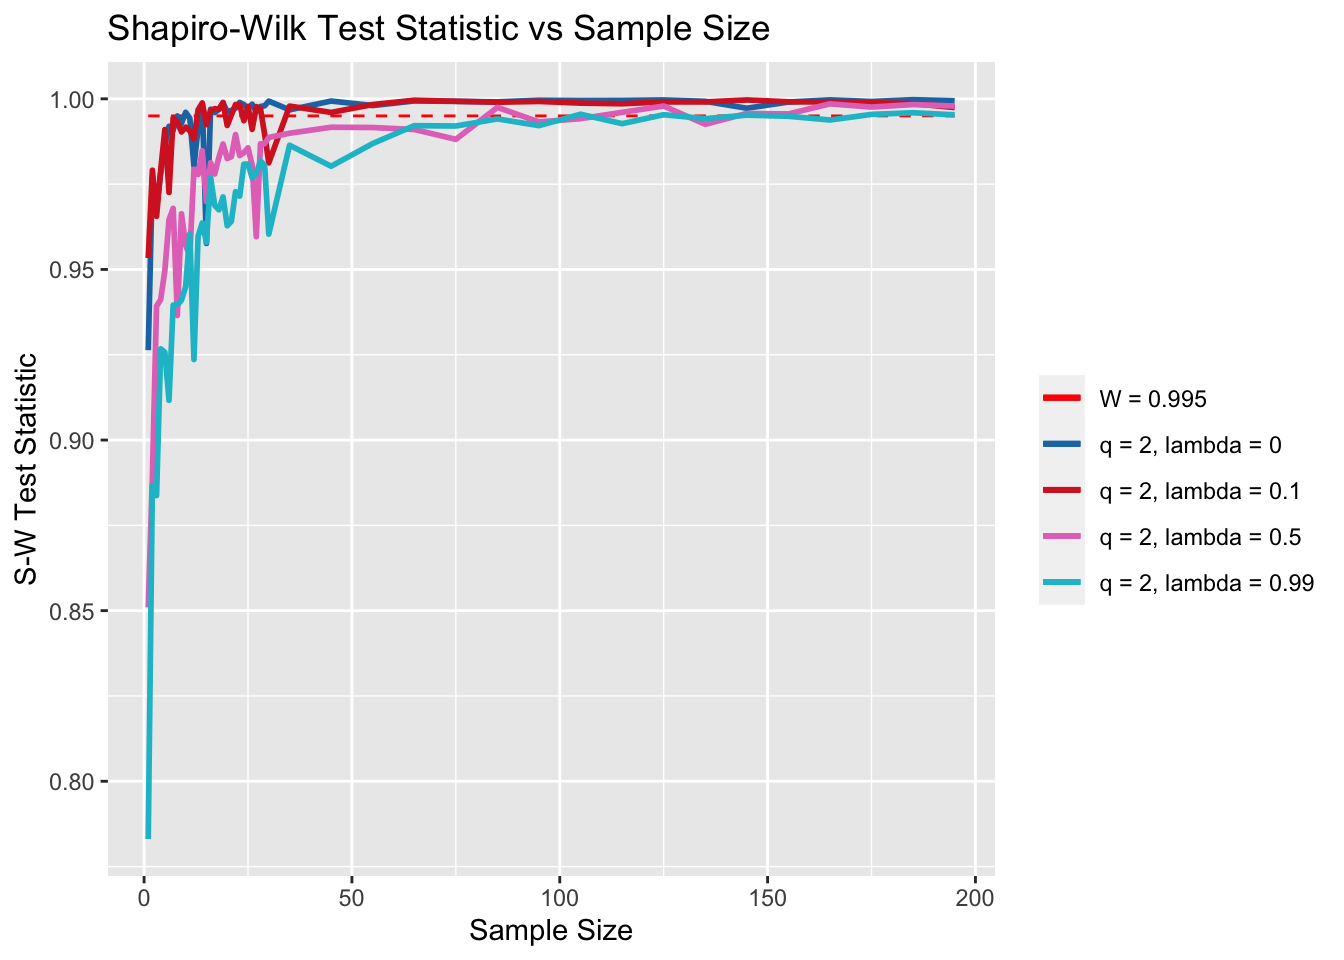 Shapiro-Wilk Test Statistic vs Sample Size
S-W Test Statistic
1.00
0.95
0.90
0.85
0.80
0
50
100
150
200
Sample Size
W = 0.995
q = 2, lambda = 0
q = 2, lambda = 0.1
q = 2, lambda = 0.5
q = 2, lambda = 0.99